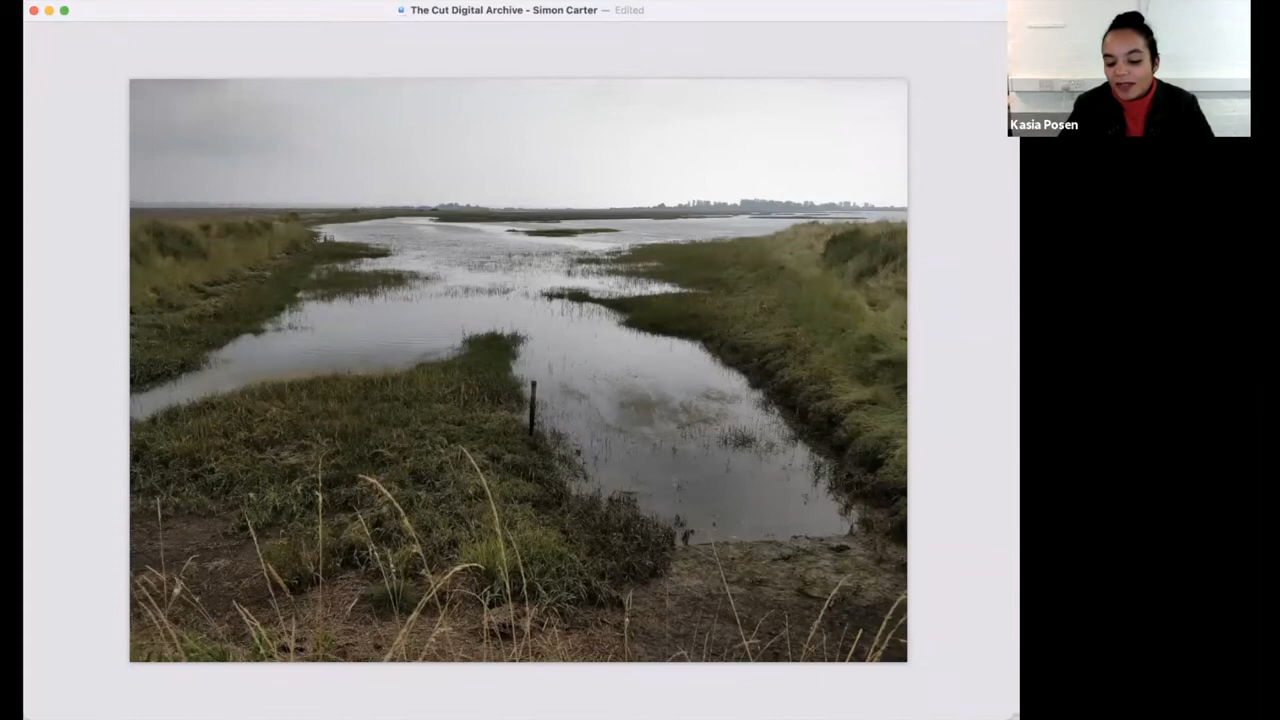 The Cut Digital Archive - Simon Carter — Edited
Kasia Posen